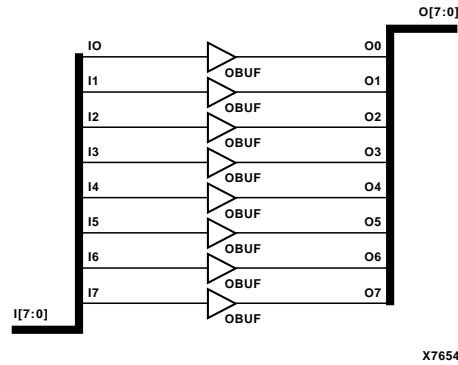 O[7:0]
IO O0
OBUF
I1 O1
OBUF
I2 O2
OBUF
I3 O3
OBUF
I4 O4
OBUF
I5 O5
OBUF
I6 O6
OBUF
I7 O7
OBUF
I[7:0]
X7654